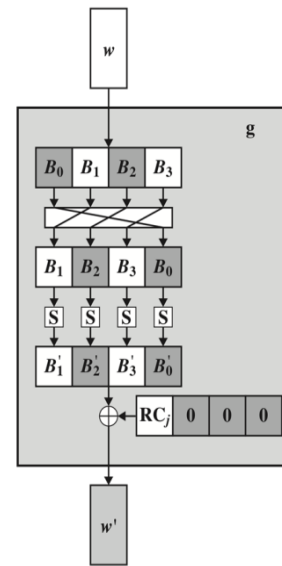 w
g
B₀ B₁ B₂ B₃
B₁ B₂ B₃ B₀
S S S S
B'₁ B'₂ B'₃ B'₀
RCⱼ 0 0 0
w'